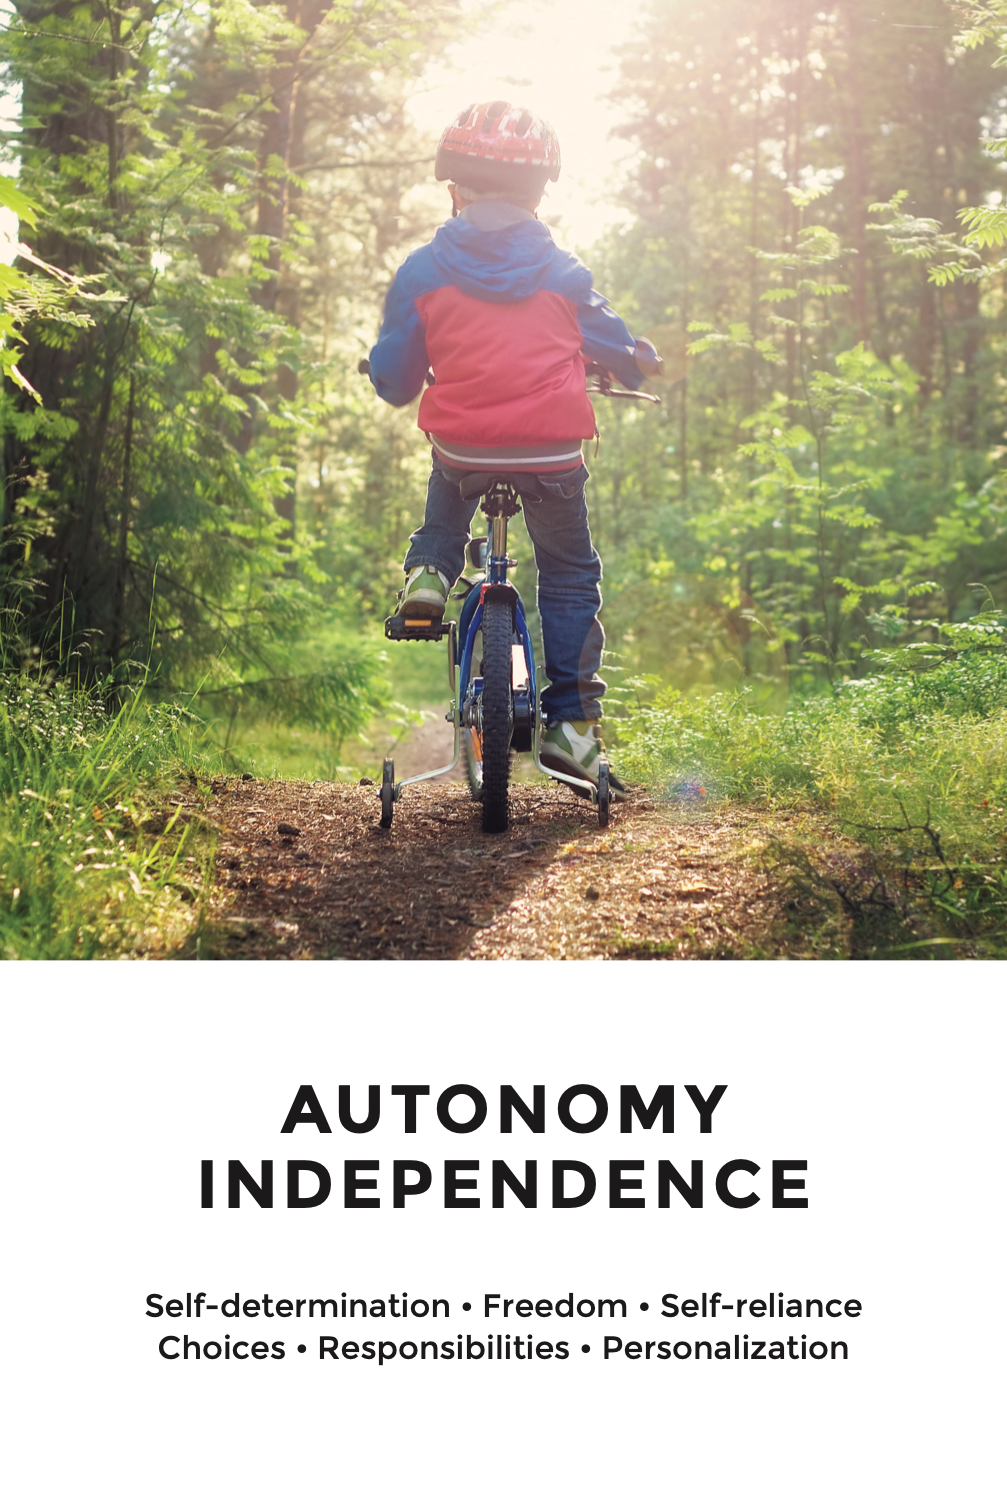 AUTONOMY
INDEPENDENCE
Self-determination • Freedom • Self-reliance
Choices • Responsibilities • Personalization